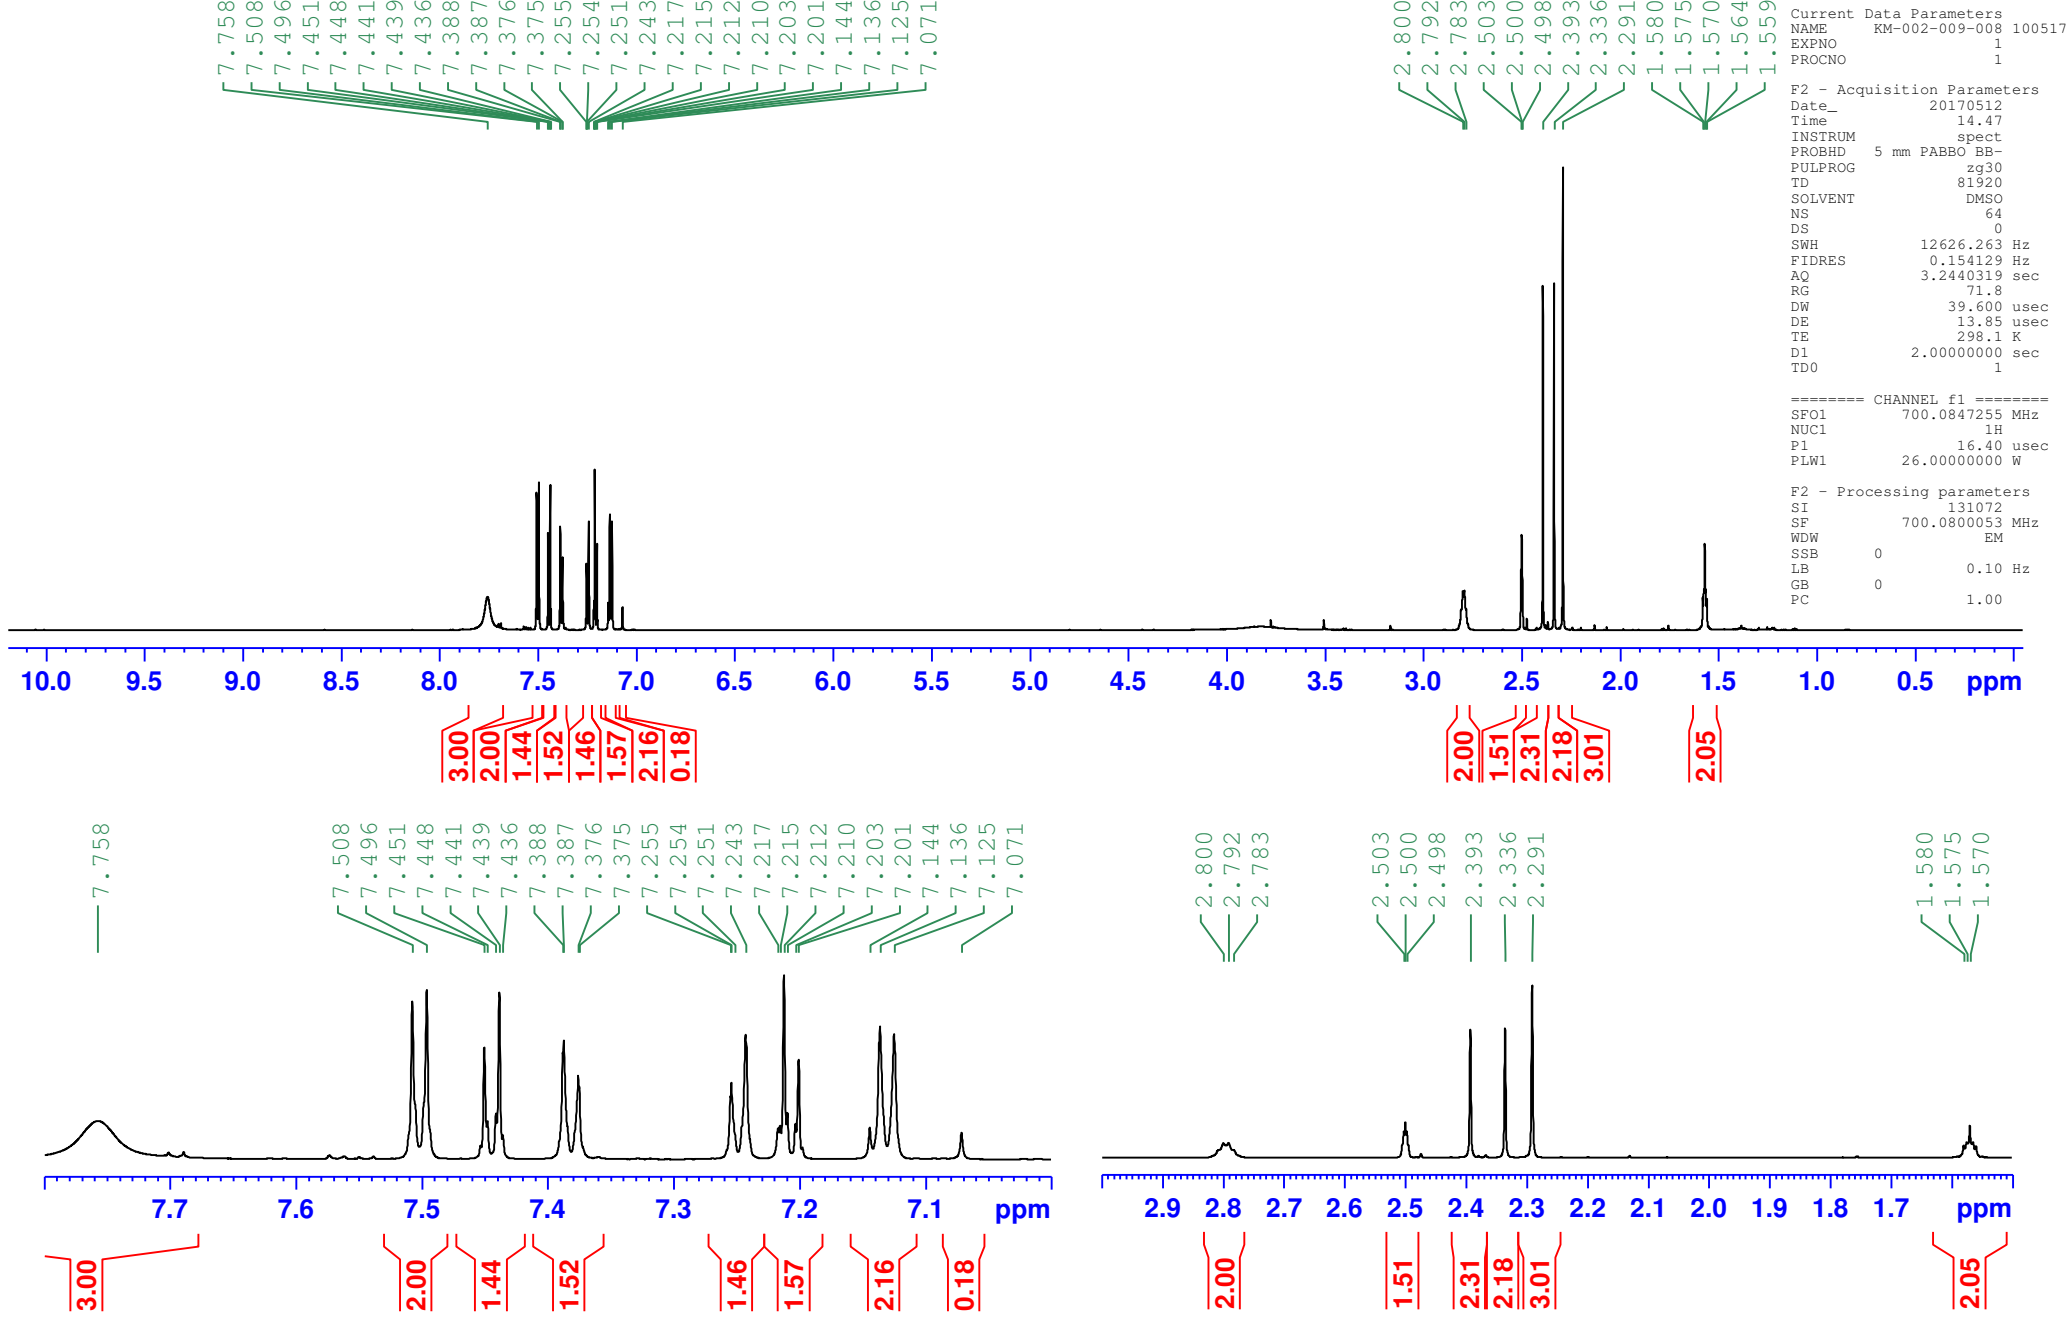 7.758
7.508
7.496
7.451
7.448
7.441
7.439
7.436
7.388
7.387
7.376
7.375
7.255
7.254
7.251
7.243
7.217
7.215
7.212
7.210
7.203
7.201
7.144
7.136
7.125
7.071
2.800
2.792
2.783
2.503
2.500
2.498
2.393
2.336
2.291
1.580
1.575
1.570
1.564
1.559
Current Data Parameters
NAME KM-002-009-008 100517
EXPNO 1
PROCNO 1
F2 - Acquisition Parameters
Date_ 20170512
Time 14.47
INSTRUM spect
PROBHD 5 mm PABBO BB-
PULPROG zg30
TD 81920
SOLVENT DMSO
NS 64
DS 0
SWH 12626.263 Hz
FIDRES 0.154129 Hz
AQ 3.2440319 sec
RG 71.8
DW 39.600 usec
DE 13.85 usec
TE 298.1 K
D1 2.00000000 sec
TD0 1
======== CHANNEL f1 ========
SFO1 700.0847255 MHz
NUC1 1H
P1 16.40 usec
PLW1 26.00000000 W
F2 - Processing parameters
SI 131072
SF 700.0800053 MHz
WDW EM
SSB 0
LB 0.10 Hz
GB 0
PC 1.00
10.0 9.5 9.0 8.5 8.0 7.5 7.0 6.5 6.0 5.5 5.0 4.5 4.0 3.5 3.0 2.5 2.0 1.5 1.0 0.5 ppm
3.00
2.00
1.44
1.52
1.46
1.57
2.16
0.18
2.00
1.51
2.31
2.18
3.01
2.05
7.758
7.508
7.496
7.451
7.448
7.441
7.439
7.436
7.388
7.387
7.376
7.375
7.255
7.254
7.251
7.243
7.217
7.215
7.212
7.210
7.203
7.201
7.144
7.136
7.125
7.071
7.7 7.6 7.5 7.4 7.3 7.2 7.1 ppm
3.00
2.00
1.44
1.52
1.46
1.57
2.16
0.18
2.800
2.792
2.783
2.503
2.500
2.498
2.393
2.336
2.291
1.580
1.575
1.570
2.9 2.8 2.7 2.6 2.5 2.4 2.3 2.2 2.1 2.0 1.9 1.8 1.7 ppm
2.00
1.51
2.31
2.18
3.01
2.05